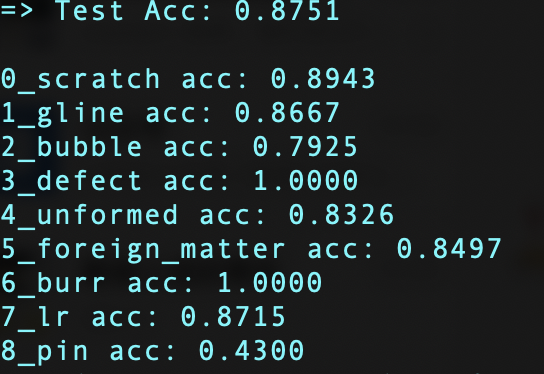 => Test Acc: 0.8751
0_scratch acc: 0.8943
1_gline acc: 0.8667
2_bubble acc: 0.7925
3_defect acc: 1.0000
4_unformed acc: 0.8326
5_foreign_matter acc: 0.8497
6_burr acc: 1.0000
7_lr acc: 0.8715
8_pin acc: 0.4300